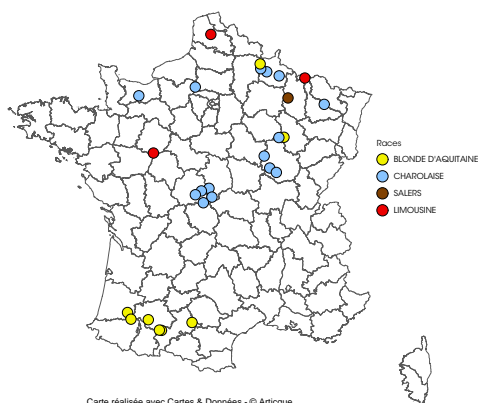 Races
BLONDE D'AQUITAINE
CHAROLAISE
SALERS
LIMOUSINE
Carte réalisée avec Cartes & Données - © Articque